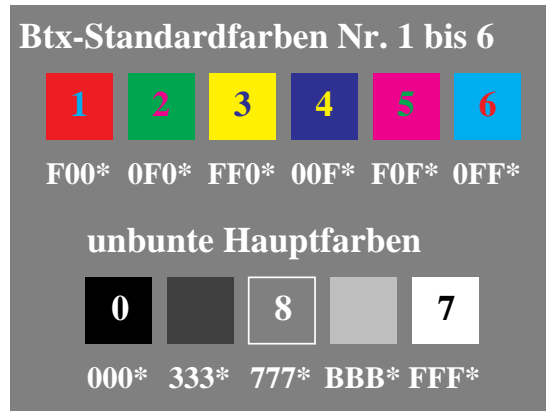 Btx-Standardfarben Nr. 1 bis 6
1 2 3 4 5 6
F00* 0F0* FF0* 00F* F0F* 0FF*
unbunte Hauptfarben
0 8 7
000* 333* 777* BBB* FFF*